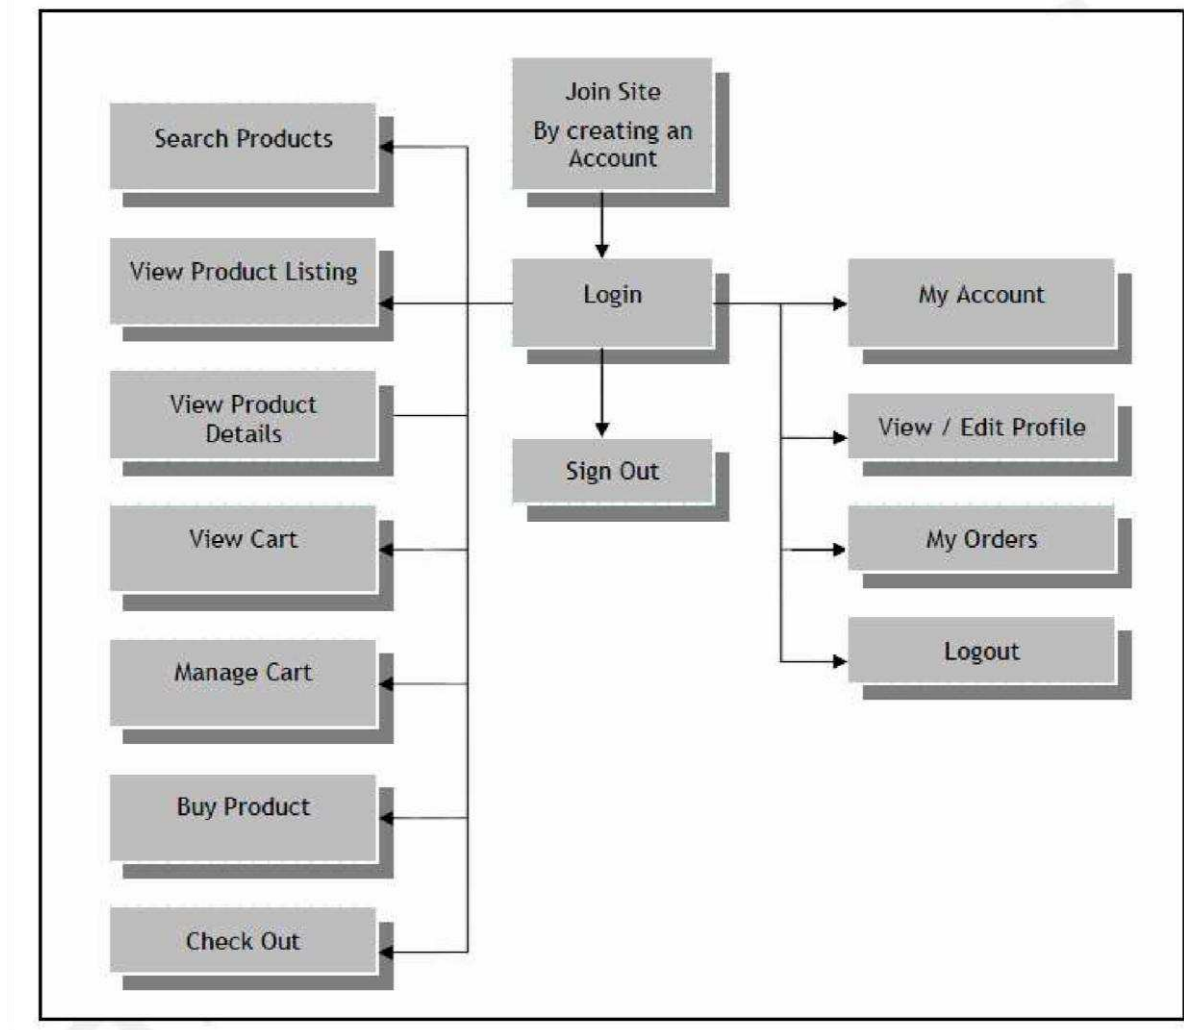 Join Site
By creating an
Account
Search Products
View Product Listing
Login
My Account
View Product
Details
View / Edit Profile
Sign Out
View Cart
My Orders
Manage Cart
Logout
Buy Product
Check Out